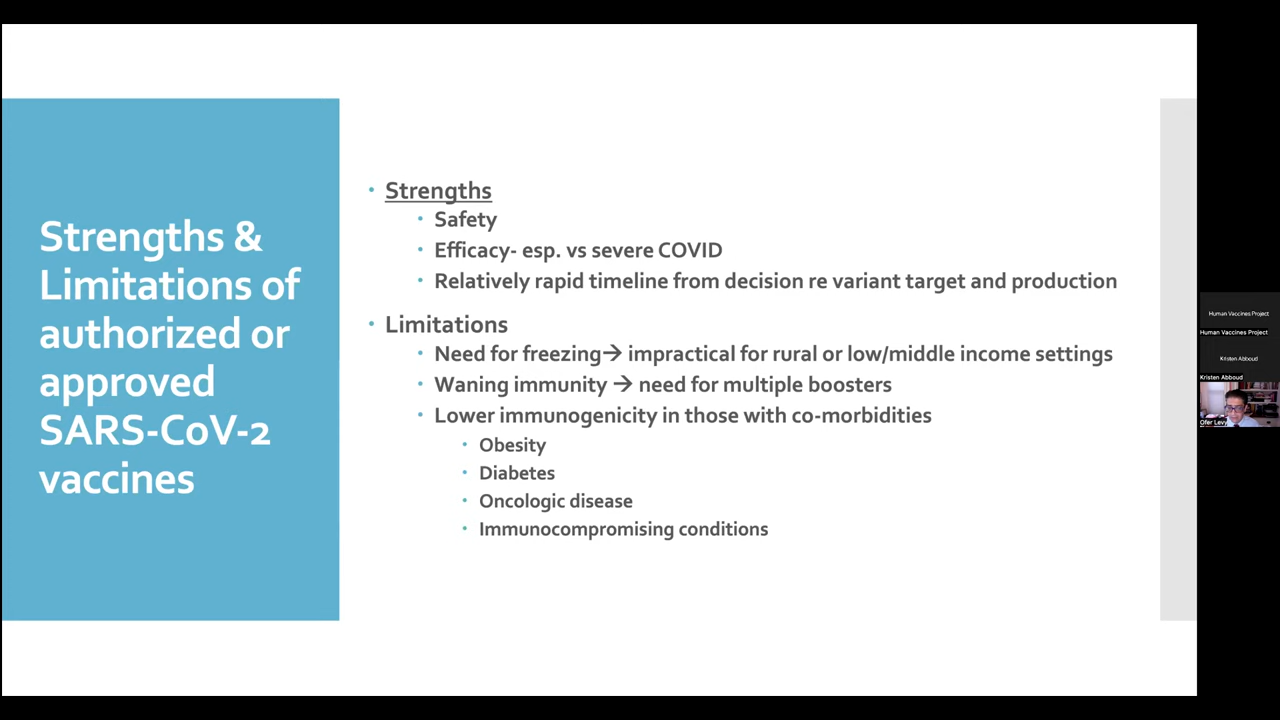 Strengths &
Limitations of
authorized or
approved
SARS-CoV-2
vaccines
• Strengths
• Safety
• Efficacy- esp. vs severe COVID
• Relatively rapid timeline from decision re variant target and production
• Limitations
• Need for freezing→ impractical for rural or low/middle income settings
• Waning immunity → need for multiple boosters
• Lower immunogenicity in those with co-morbidities
• Obesity
• Diabetes
• Oncologic disease
• Immunocompromising conditions
Human Vaccines Project
Human Vaccines Project
Kristen Abboud
Kristen Abboud
Ofer Levy